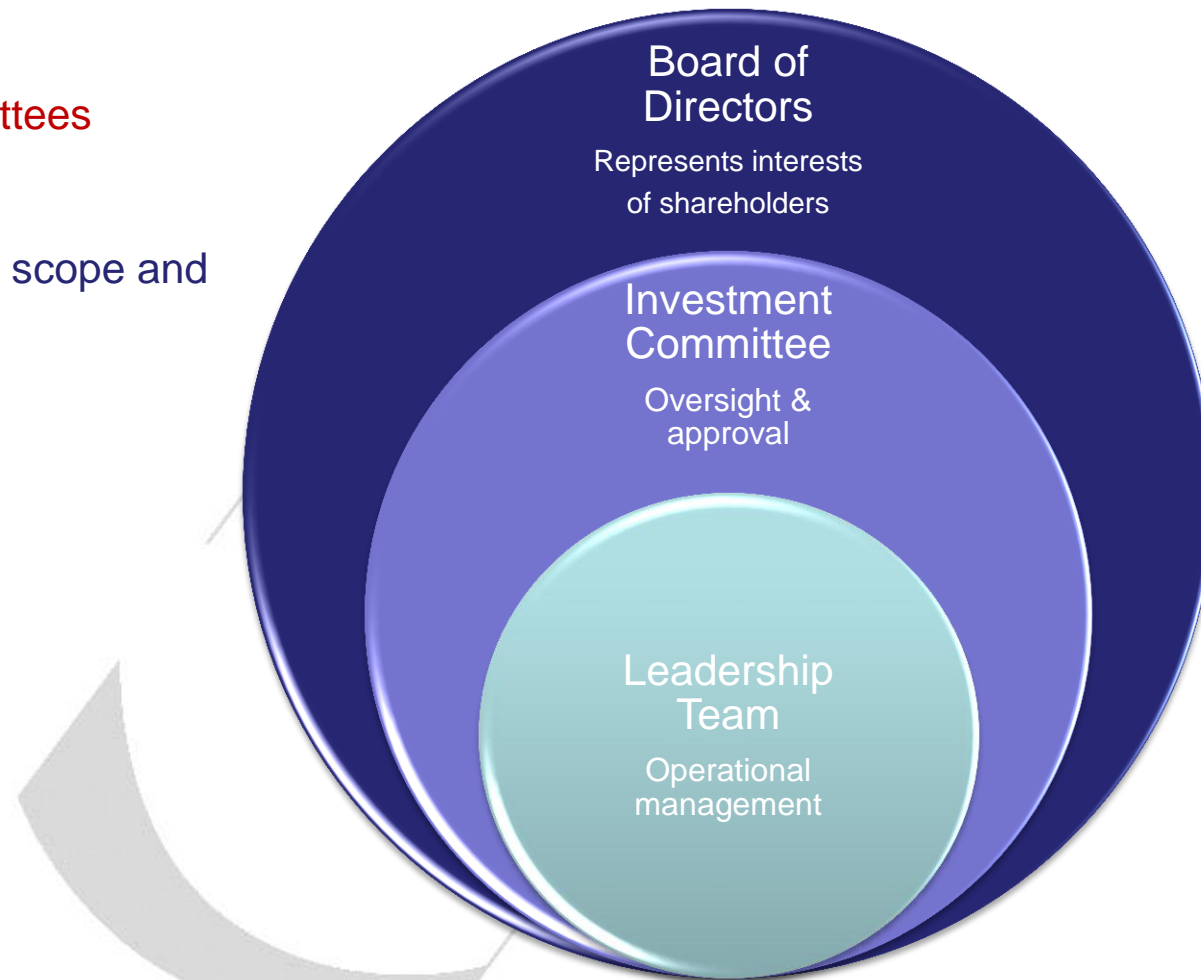 ttees
scope and
Board of
Directors
Represents interests
of shareholders
Investment
Committee
Oversight &
approval
Leadership
Team
Operational
management